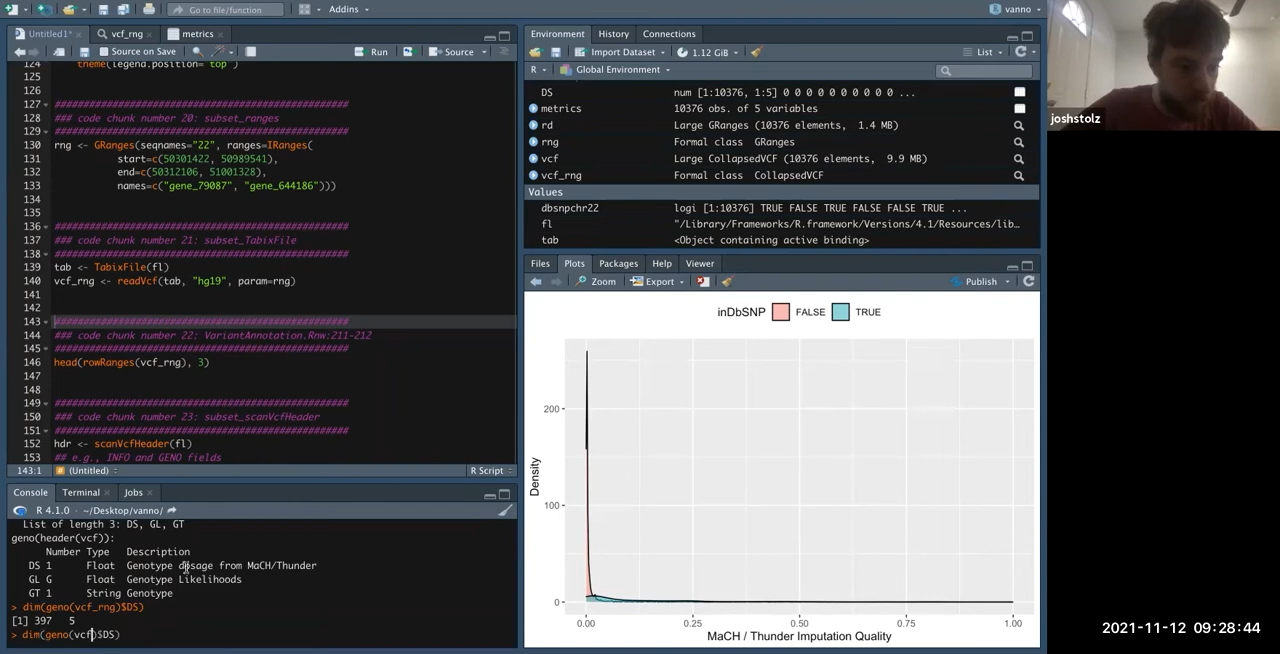 Go to file/function
Addins
vanno
Untitled1*
vcf_rng
metrics
Source on Save
Run
Source
124 theme(legend.position="top")
125
126
127 ##########################################
128 ### code chunk number 20: subset_ranges
129 ##########################################
130 rng <- GRanges(seqnames="22", ranges=IRanges(
131 start=c(50301422, 50989541),
132 end=c(50312106, 51001328),
133 names=c("gene_79087", "gene_644186")))
134
135
136 ##########################################
137 ### code chunk number 21: subset_TabixFile
138 ##########################################
139 tab <- TabixFile(fl)
140 vcf_rng <- readVcf(tab, "hg19", param=rng)
141
142
143 ##########################################
144 ### code chunk number 22: VariantAnnotation.Rnw:211-212
145 ##########################################
146 head(rowRanges(vcf_rng), 3)
147
148
149 ##########################################
150 ### code chunk number 23: subset_scanVcfHeader
151 ##########################################
152 hdr <- scanVcfHeader(fl)
153 ## e.g., INFO and GENO fields
143:1 # (Untitled)
R Script
Console Terminal Jobs
R 4.1.0 · ~/Desktop/vanno/
List of length 3: DS, GL, GT
geno(header(vcf)):
Number Type Description
DS 1 Float Genotype dosage from MaCH/Thunder
GL G Float Genotype Likelihoods
GT 1 String Genotype
> dim(geno(vcf_rng)$DS)
[1] 397 5
> dim(geno(vcf)$DS)
Environment History Connections
Import Dataset 1.12 GiB List
R Global Environment
DS num [1:10376, 1:5] 0 0 0 0 0 0 0 0 0 0 ...
metrics 10376 obs. of 5 variables
rd Large GRanges (10376 elements, 1.4 MB)
rng Formal class GRanges
vcf Large CollapsedVCF (10376 elements, 9.9 MB)
vcf_rng Formal class CollapsedVCF
Values
dbsnpchr22 logi [1:10376] TRUE FALSE TRUE FALSE FALSE TRUE ...
fl "/Library/Frameworks/R.framework/Versions/4.1/Resources/lib…
tab <Object containing active binding>
Files Plots Packages Help Viewer
Zoom Export Publish
inDbSNP FALSE TRUE
200
100
0
Density
0.00 0.25 0.50 0.75 1.00
MaCH / Thunder Imputation Quality
joshstolz
2021-11-12 09:28:44